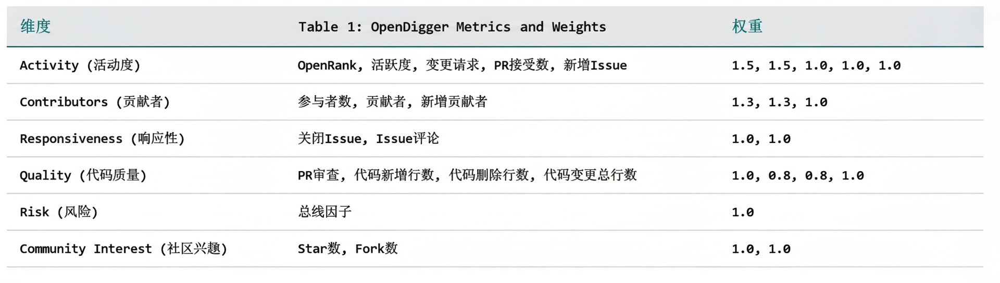 维度 Table 1: OpenDigger Metrics and Weights 权重
Activity (活动度) OpenRank, 活跃度, 变更请求, PR接受数, 新增Issue 1.5, 1.5, 1.0, 1.0, 1.0
Contributors (贡献者) 参与者数, 贡献者, 新增贡献者 1.3, 1.3, 1.0
Responsiveness (响应性) 关闭Issue, Issue评论 1.0, 1.0
Quality (代码质量) PR审查, 代码新增行数, 代码删除行数, 代码变更总行数 1.0, 0.8, 0.8, 1.0
Risk (风险) 总线因子 1.0
Community Interest (社区兴趣) Star数, Fork数 1.0, 1.0